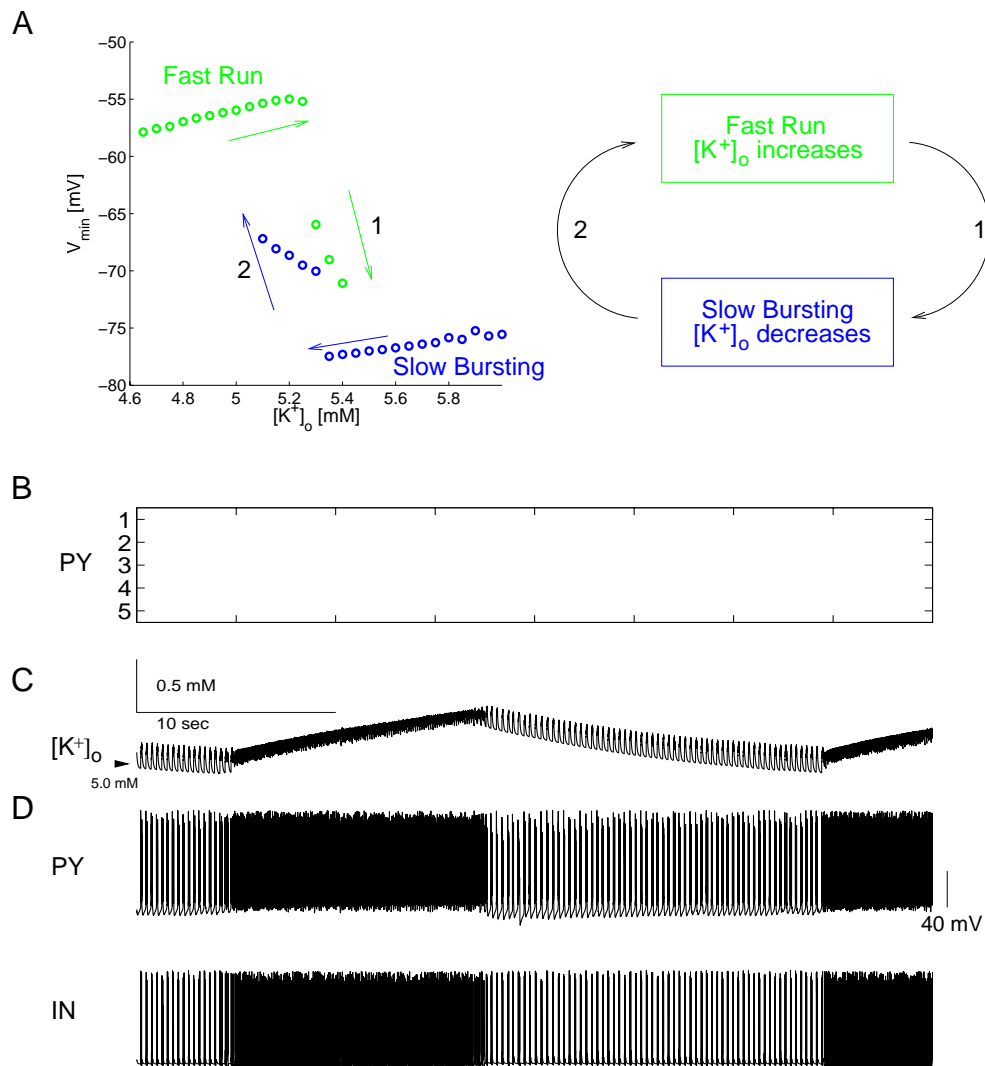 A
−50
−55
−60
−65
−70
−75
−80
V_min [mV]
4.6 4.8 5 5.2 5.4 5.6 5.8
[K⁺]ₒ [mM]
Fast Run
1
2
Slow Bursting
Fast Run
[K⁺]ₒ increases
2
1
Slow Bursting
[K⁺]ₒ decreases
B
PY
1
2
3
4
5
C
0.5 mM
10 sec
[K⁺]ₒ
5.0 mM
D
PY
40 mV
IN